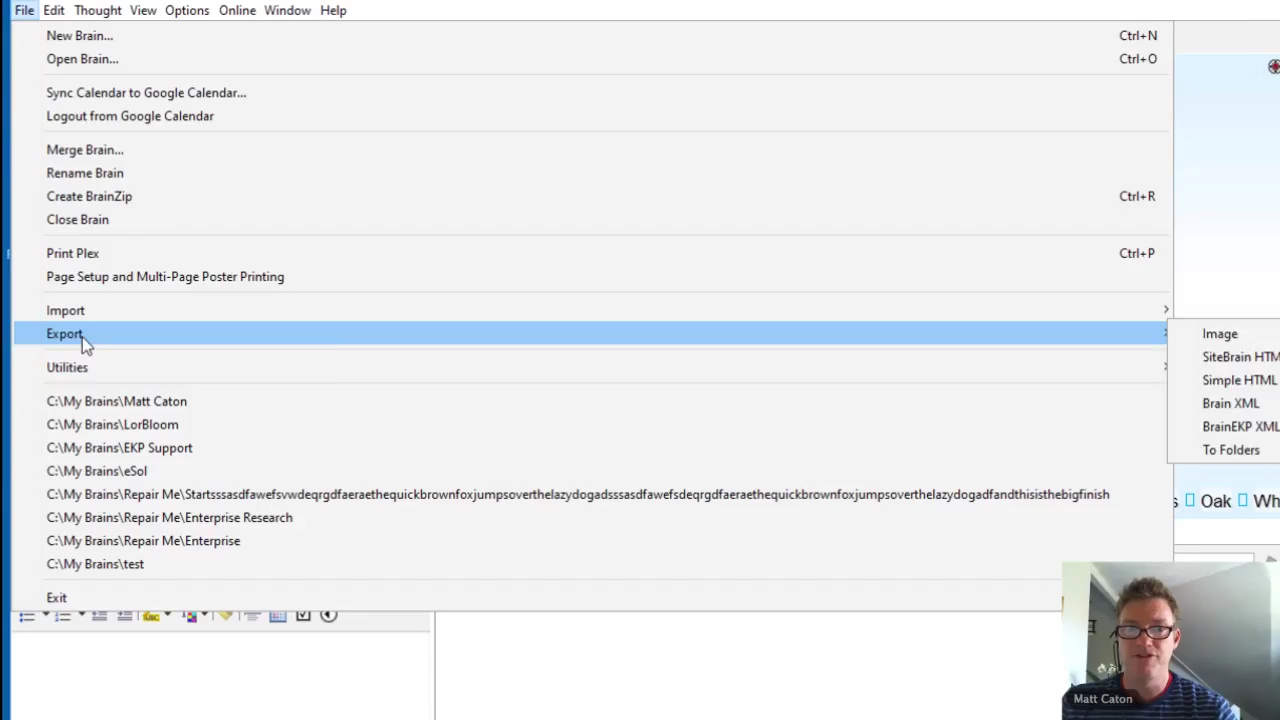 File Edit Thought View Options Online Window Help
New Brain... Ctrl+N
Open Brain... Ctrl+O
Sync Calendar to Google Calendar...
Logout from Google Calendar
Merge Brain...
Rename Brain
Create BrainZip Ctrl+R
Close Brain
Print Plex Ctrl+P
Page Setup and Multi-Page Poster Printing
Import
Export
Image
SiteBrain HTM
Simple HTML
Brain XML
BrainEKP XML
To Folders
Utilities
C:\My Brains\Matt Caton
C:\My Brains\LorBloom
C:\My Brains\EKP Support
C:\My Brains\eSol
C:\My Brains\Repair Me\Startsssasdfawefsvwdeqrgdfaeraethequickbrownfoxjumpsoverthelazydogadsssasdfawefsdeqrgdfaeraethequickbrownfoxjumpsoverthelazydogadfandthisisthebigfinish
C:\My Brains\Repair Me\Enterprise Research
C:\My Brains\Repair Me\Enterprise
C:\My Brains\test
Exit
s Oak Wh
Matt Caton